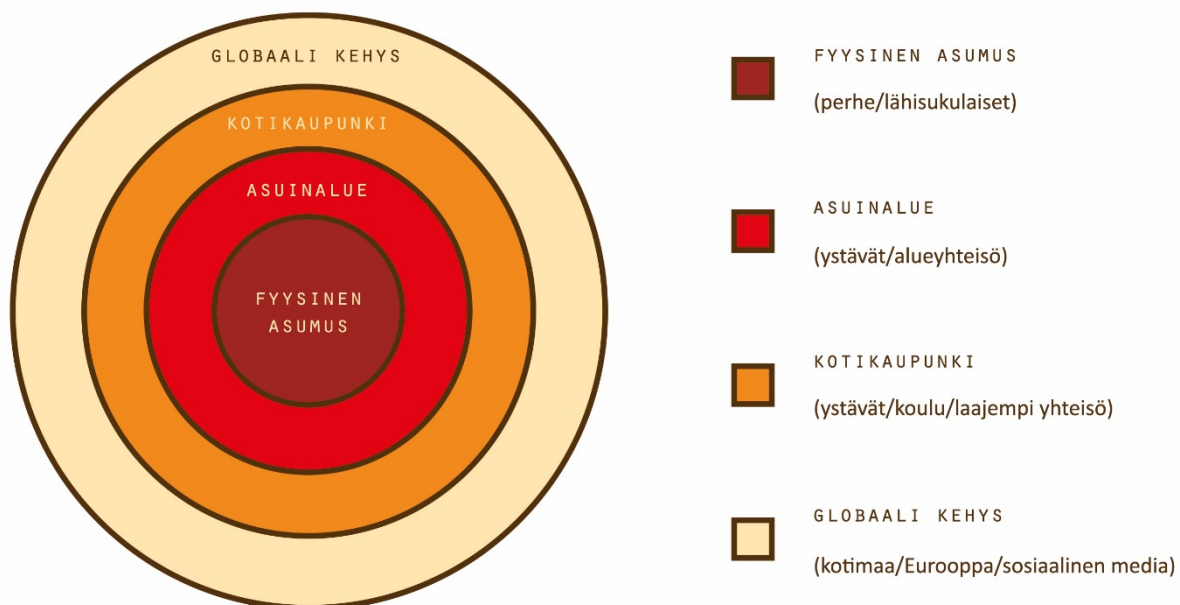 GLOBAALI KEHYS
KOTIKAUPUNKI
ASUINALUE
FYYSINEN
ASUMUS
FYYSINEN ASUMUS
(perhe/lähisukulaiset)
ASUINALUE
(ystävät/alueyhteisö)
KOTIKAUPUNKI
(ystävät/koulu/laajempi yhteisö)
GLOBAALI KEHYS
(kotimaa/Eurooppa/sosiaalinen media)